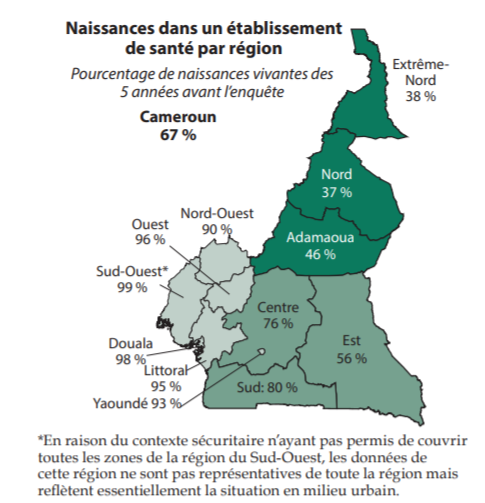 Naissances dans un établissement
de santé par région
Pourcentage de naissances vivantes des
5 années avant l'enquête
Cameroun
67 %
Extrême-
Nord
38 %
Nord
37 %
Adamaoua
46 %
Nord-Ouest
90 %
Ouest
96 %
Sud-Ouest*
99 %
Centre
76 %
Est
56 %
Douala
98 %
Littoral
95 %
Yaoundé 93 %
Sud: 80 %
*En raison du contexte sécuritaire n'ayant pas permis de couvrir
toutes les zones de la région du Sud-Ouest, les données de
cette région ne sont pas représentatives de toute la région mais
reflètent essentiellement la situation en milieu urbain.